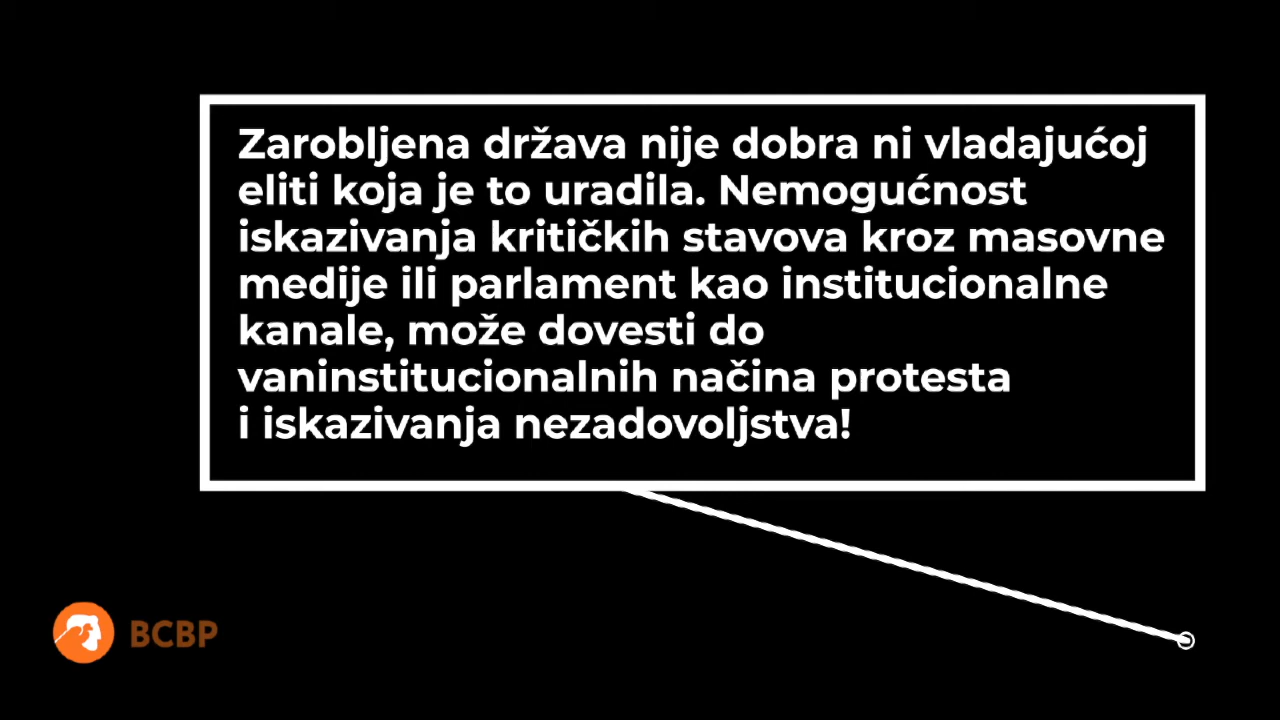 Zarobljena država nije dobra ni vladajućoj
eliti koja je to uradila. Nemogućnost
iskazivanja kritičkih stavova kroz masovne
medije ili parlament kao institucionalne
kanale, može dovesti do
vaninstitucionalnih načina protesta
i iskazivanja nezadovoljstva!
BCBP